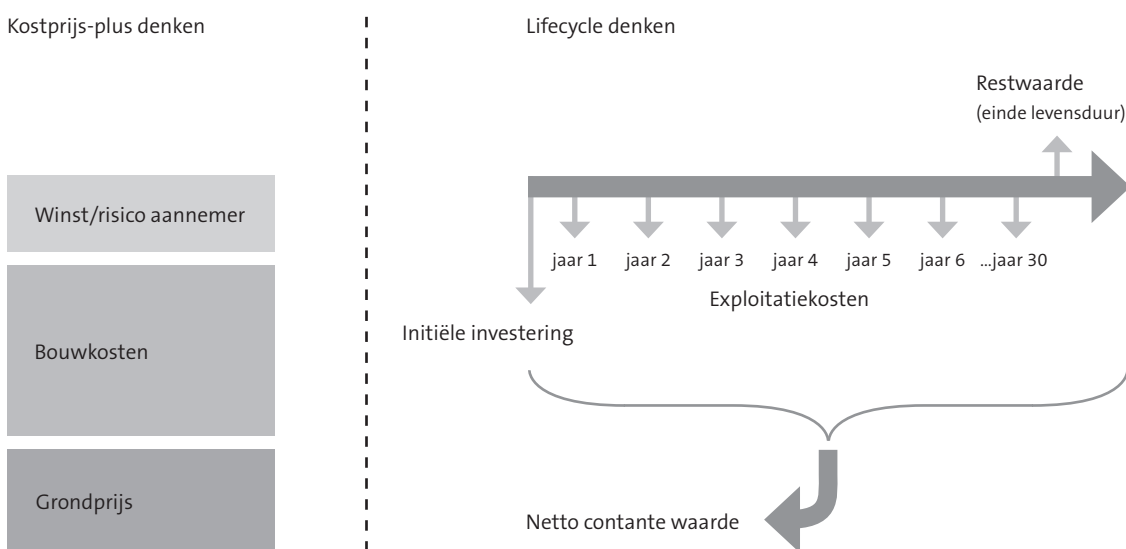 Kostprijs-plus denken
Winst/risico aannemer
Bouwkosten
Grondprijs
Lifecycle denken
Restwaarde
(einde levensduur)
jaar 1 jaar 2 jaar 3 jaar 4 jaar 5 jaar 6 ...jaar 30
Exploitatiekosten
Initiële investering
Netto contante waarde